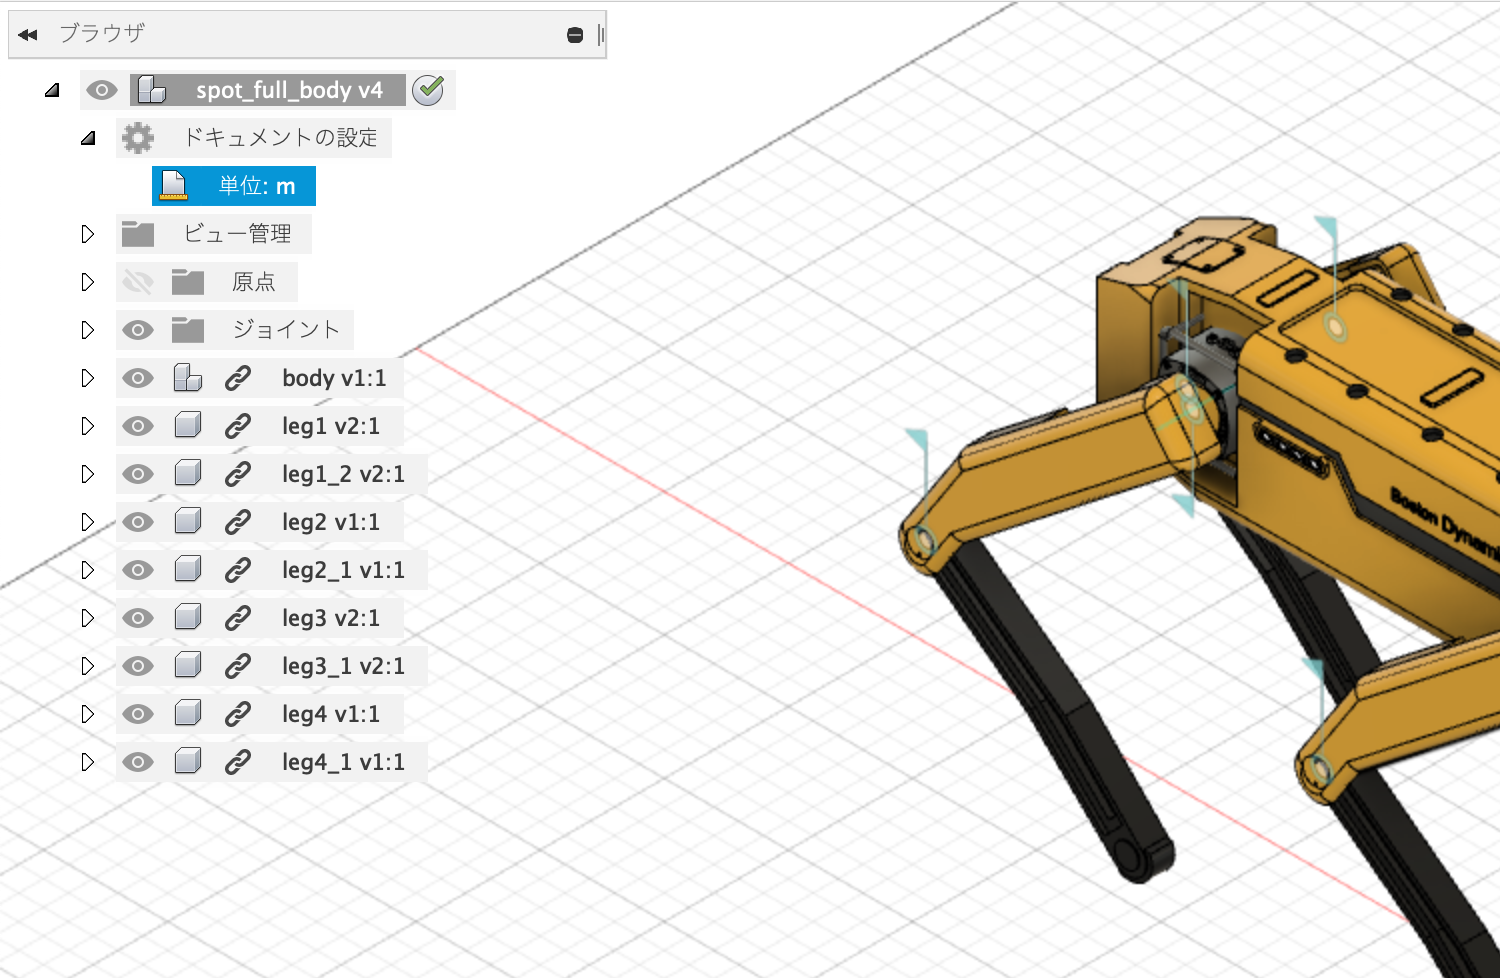 ブラウザ
spot_full_body v4
ドキュメントの設定
単位: m
ビュー管理
原点
ジョイント
body v1:1
leg1 v2:1
leg1_2 v2:1
leg2 v1:1
leg2_1 v1:1
leg3 v2:1
leg3_1 v2:1
leg4 v1:1
leg4_1 v1:1
Boston Dynami